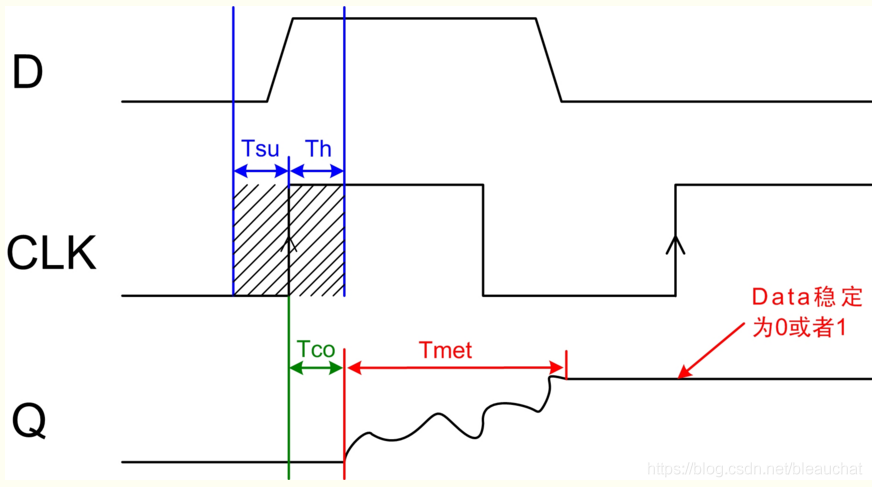 D
Tsu
Th
CLK
Data稳定
为0或者1
Tco
Tmet
Q
https://blog.csdn.net/bleauchat